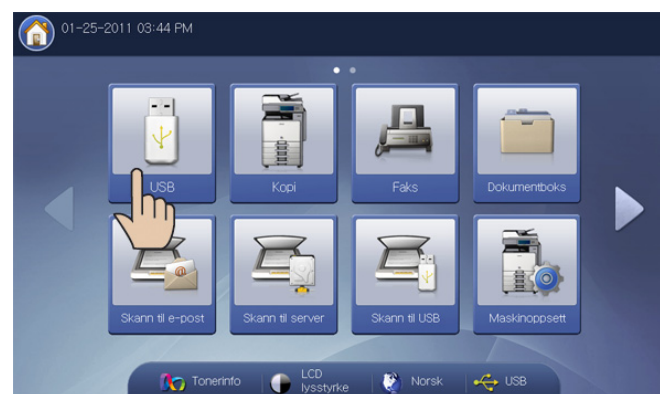 01-25-2011 03:44 PM
USB
Kopi
Faks
Dokumentboks
Skann til e-post
Skann til server
Skann til USB
Maskinoppsett
Tonerinfo
LCD
lysstyrke
Norsk
USB